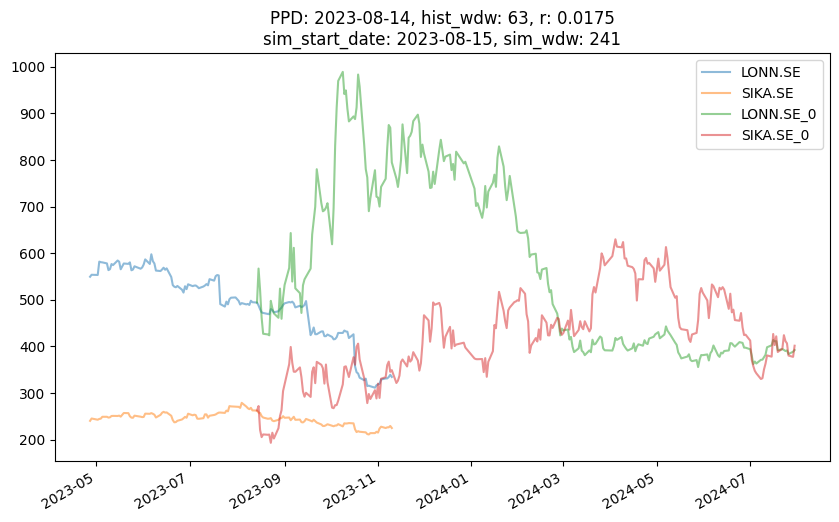 PPD: 2023-08-14, hist_wdw: 63, r: 0.0175
sim_start_date: 2023-08-15, sim_wdw: 241
1000
900
800
700
600
500
400
300
200
LONN.SE
SIKA.SE
LONN.SE_0
SIKA.SE_0
2023-05
2023-07
2023-09
2023-11
2024-01
2024-03
2024-05
2024-07